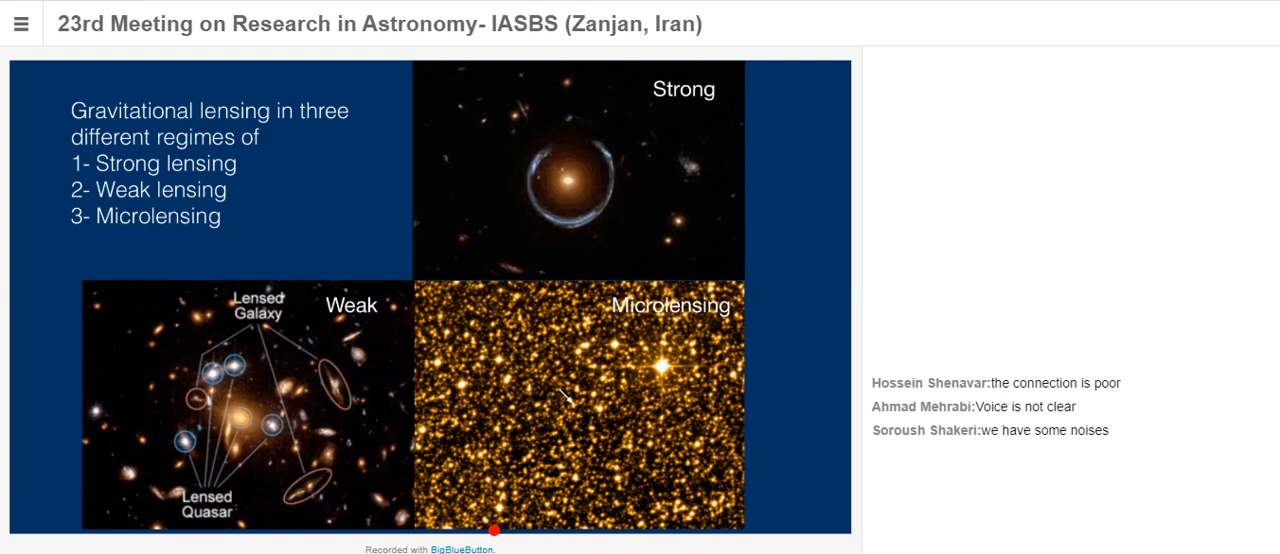 23rd Meeting on Research in Astronomy- IASBS (Zanjan, Iran)
Gravitational lensing in three
different regimes of
1- Strong lensing
2- Weak lensing
3- Microlensing
Strong
Lensed
Galaxy
Weak
Lensed
Quasar
Microlensing
Recorded with BigBlueButton.
Hossein Shenavar:the connection is poor
Ahmad Mehrabi:Voice is not clear
Soroush Shakeri:we have some noises